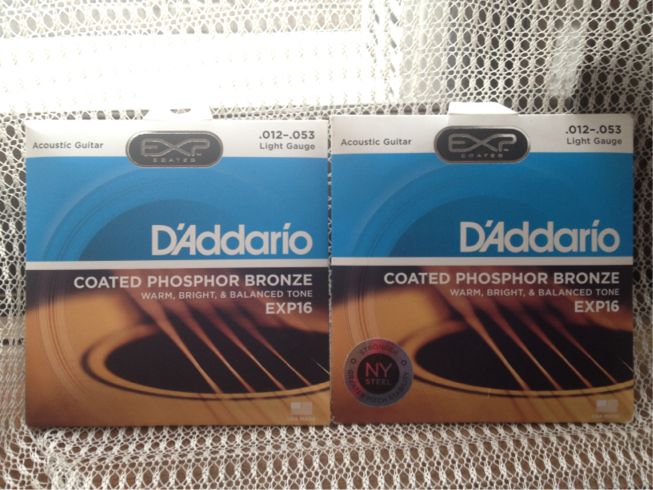 Acoustic Guitar
EXP
COATED
.012–.053
Light Gauge
D'Addario
COATED PHOSPHOR BRONZE
WARM, BRIGHT, & BALANCED TONE
EXP16
Acoustic Guitar
EXP
COATED
.012–.053
Light Gauge
D'Addario
COATED PHOSPHOR BRONZE
WARM, BRIGHT, & BALANCED TONE
EXP16
STRONGER
NY
STEEL